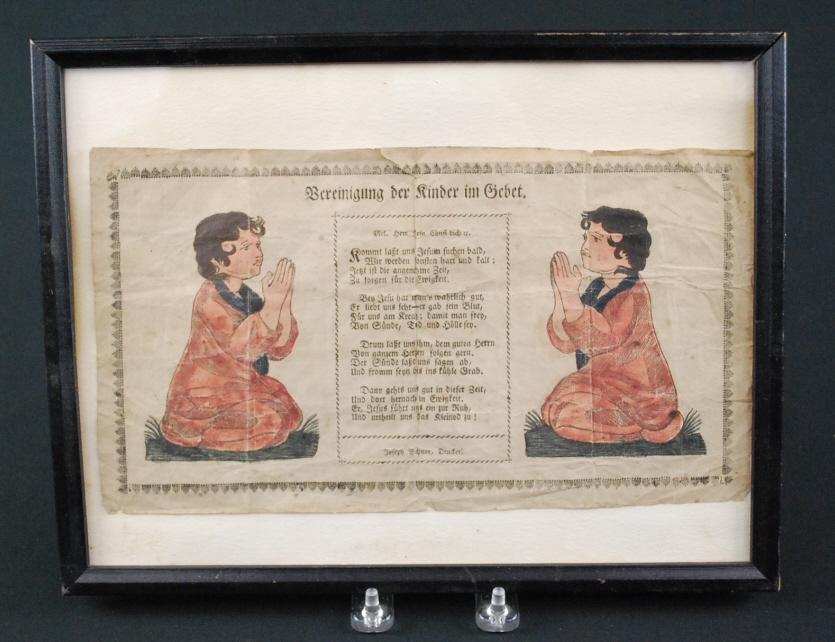 Vereinigung der Kinder im Gebet.
Mel. Herr Jesu Christ dich ꝛc.
Kommt laßt uns Jesum suchen bald,
Wir werden sonsten hart und kalt;
Jetzt ist die angenehme Zeit,
Zu sorgen für die Ewigkeit.
Bey Jesu hat man's wahrlich gut,
Er liebt uns sehr—er gab sein Blut,
Für uns am Kreuz; damit man frey,
Von Sünde, Tod und Hölle sey.
Drum laßt uns ihm, dem guten Herrn
Von ganzem Herzen folgen gern.
Der Sünde laßt uns sagen ab,
Und fromm seyn bis ins kühle Grab.
Dann gehts uns gut in dieser Zeit,
Und dort hernach in Ewigkeit.
Er, Jesus führt uns ein zur Ruh,
Und urtheilt uns das Kleinod zu!
Joseph Schnee, Drucker.